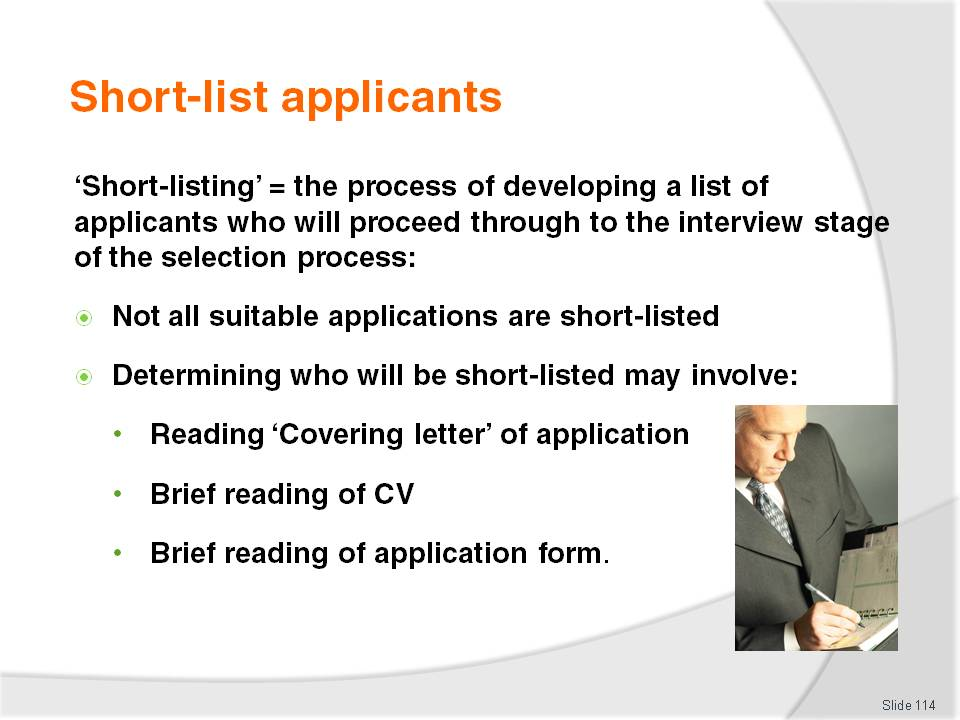 Short-list applicants
‘Short-listing’ = the process of developing a list of
applicants who will proceed through to the interview stage
of the selection process:
Not all suitable applications are short-listed
Determining who will be short-listed may involve:
• Reading ‘Covering letter’ of application
• Brief reading of CV
• Brief reading of application form.
Slide 114